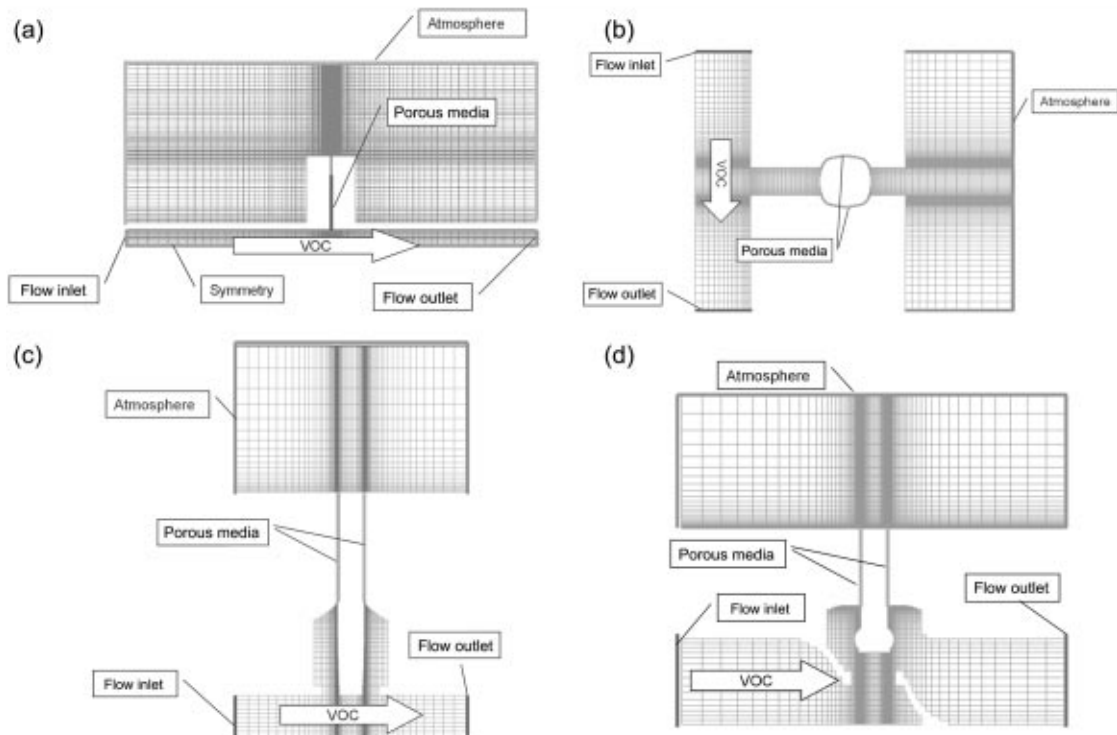 (a)
Atmosphere
Porous media
VOC
Flow inlet
Symmetry
Flow outlet
(b)
Flow inlet
Atmosphere
VOC
Porous media
Flow outlet
(c)
Atmosphere
Porous media
Flow outlet
Flow inlet
VOC
(d)
Atmosphere
Porous media
Flow outlet
Flow inlet
VOC